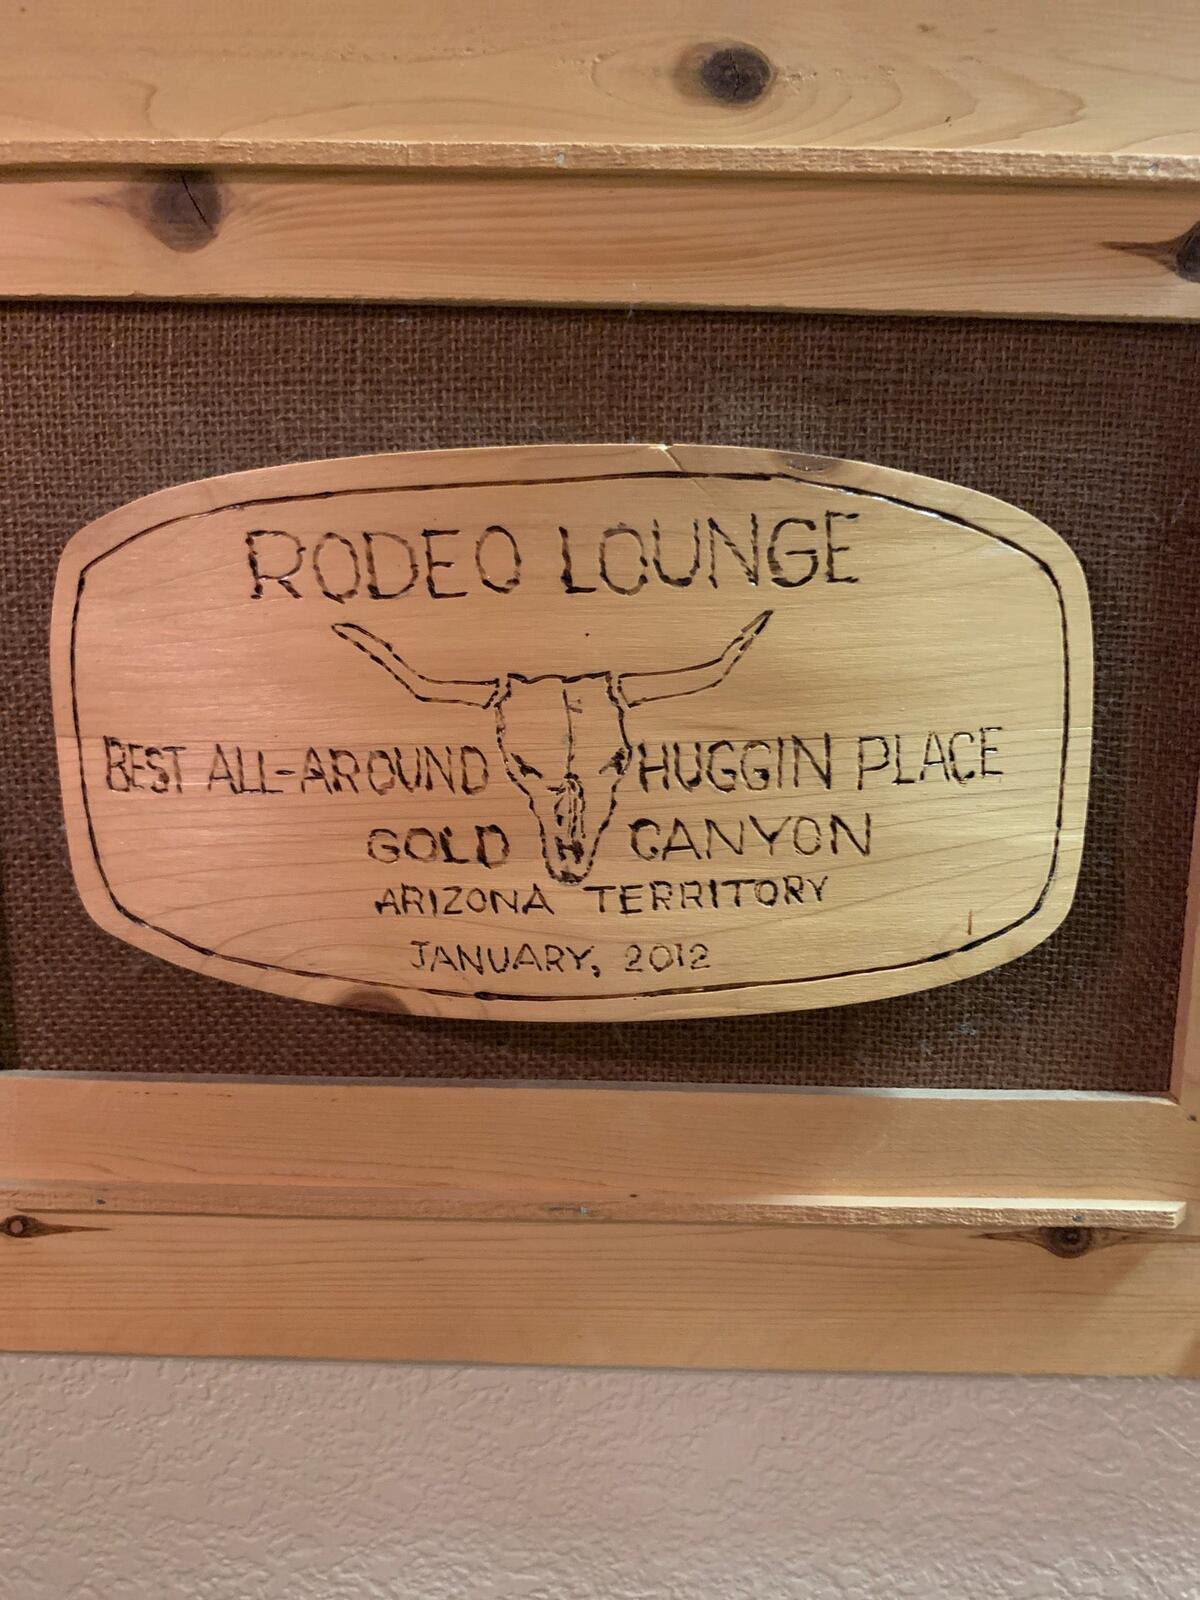 RODEO LOUNGE
BEST ALL-AROUND HUGGIN PLACE
GOLD CANYON
ARIZONA TERRITORY
JANUARY, 2012